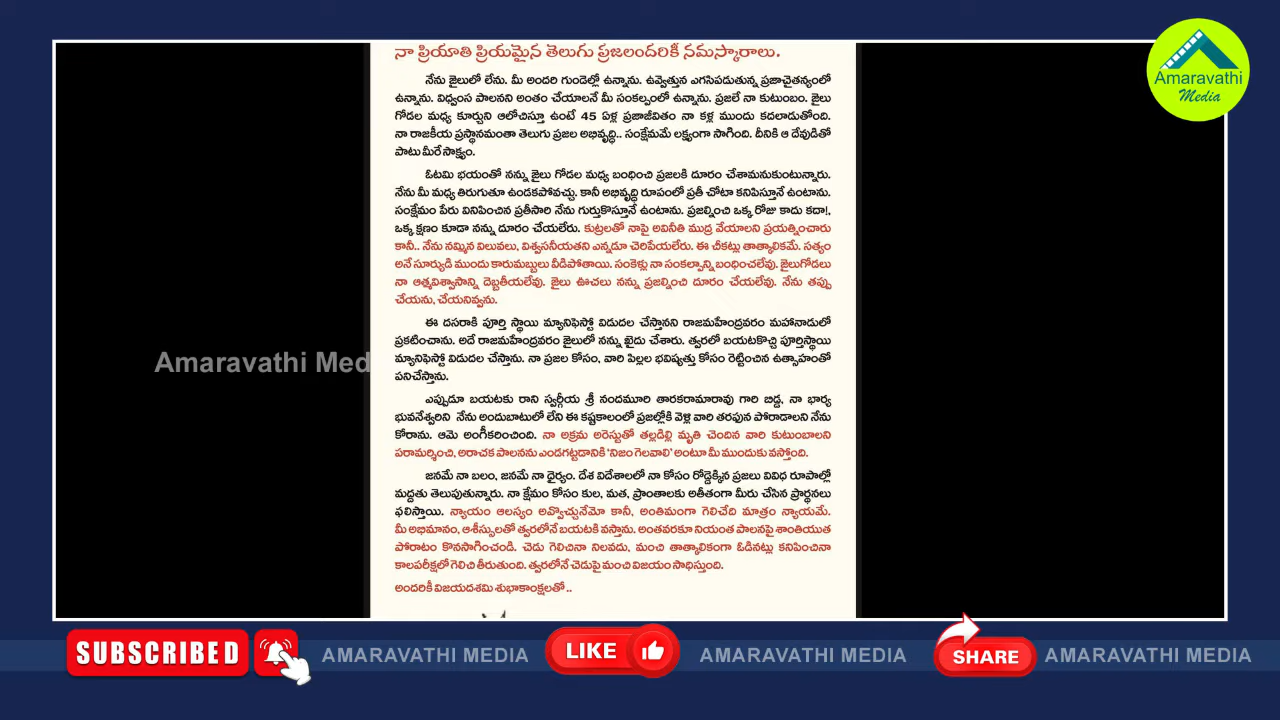 నా ప్రియాతి ప్రియమైన తెలుగు ప్రజలందరికీ నమస్కారాలు.
నేను జైలులో లేను. మీ అందరి గుండెల్లో ఉన్నాను. ఉవ్వెత్తున ఎగసిపడుతున్న ప్రజాచైతన్యంలో
ఉన్నాను. విధ్వంస పాలనని అంతం చేయాలనే మీ సంకల్పంలో ఉన్నాను. ప్రజలే నా కుటుంబం. జైలు
గోడల మధ్య కూర్చుని ఆలోచిస్తూ ఉంటే 45 ఏళ్ల ప్రజాజీవితం నా కళ్ల ముందు కదలాడుతోంది.
నా రాజకీయ ప్రస్థానమంతా తెలుగు ప్రజల అభివృద్ధి.. సంక్షేమమే లక్ష్యంగా సాగింది. దీనికి ఆ దేవుడితో
పాటు మీరే సాక్ష్యం.
ఓటమి భయంతో నన్ను జైలు గోడల మధ్య బంధించి ప్రజలకి దూరం చేశామనుకుంటున్నారు.
నేను మీ మధ్య తిరుగుతూ ఉండకపోవచ్చు. కానీ అభివృద్ధి రూపంలో ప్రతీ చోటా కనిపిస్తూనే ఉంటాను.
సంక్షేమం పేరు వినిపించిన ప్రతీసారి నేను గుర్తుకొస్తూనే ఉంటాను. ప్రజల్నించి ఒక్క రోజు కాదు కదా!,
ఒక్క క్షణం కూడా నన్ను దూరం చేయలేరు. కుట్రలతో నాపై అవినీతి ముద్ర వేయాలని ప్రయత్నించారు
కానీ.. నేను నమ్మిన విలువలు, విశ్వసనీయతని ఎన్నడూ చెరిపేయలేరు. ఈ చీకట్లు తాత్కాలికమే. సత్యం
అనే సూర్యుడి ముందు కారుమబ్బులు వీడిపోతాయి. సంకెళ్లు నా సంకల్పాన్ని బంధించలేవు. జైలుగోడలు
నా ఆత్మవిశ్వాసాన్ని దెబ్బతీయలేవు. జైలు ఊచలు నన్ను ప్రజల్నించి దూరం చేయలేవు. నేను తప్పు
చేయను, చేయనివ్వను.
ఈ దసరాకి పూర్తి స్థాయి మ్యానిఫెస్టో విడుదల చేస్తానని రాజమహేంద్రవరం మహానాడులో
ప్రకటించాను. అదే రాజమహేంద్రవరం జైలులో నన్ను ఖైదు చేశారు. త్వరలో బయటకొచ్చి పూర్తిస్థాయి
మ్యానిఫెస్టో విడుదల చేస్తాను. నా ప్రజల కోసం, వారి పిల్లల భవిష్యత్తు కోసం రెట్టించిన ఉత్సాహంతో
పనిచేస్తాను.
Amaravathi Med
ఎప్పుడూ బయటకు రాని స్వర్గీయ శ్రీ నందమూరి తారకరామారావు గారి బిడ్డ, నా భార్య
భువనేశ్వరిని నేను అందుబాటులో లేని ఈ కష్టకాలంలో ప్రజల్లోకి వెళ్లి వారి తరఫున పోరాడాలని నేను
కోరాను. ఆమె అంగీకరించింది. నా అక్రమ అరెస్టుతో తల్లడిల్లి మృతి చెందిన వారి కుటుంబాలని
పరామర్శించి, అరాచక పాలనను ఎండగట్టడానికి 'నిజం గెలవాలి' అంటూ మీ ముందుకు వస్తోంది.
జనమే నా బలం, జనమే నా ధైర్యం. దేశ విదేశాలలో నా కోసం రోడ్డెక్కిన ప్రజలు వివిధ రూపాల్లో
మద్దతు తెలుపుతున్నారు. నా క్షేమం కోసం కుల, మత, ప్రాంతాలకు అతీతంగా మీరు చేసిన ప్రార్థనలు
ఫలిస్తాయి. న్యాయం ఆలస్యం అవ్వొచ్చునేమో కానీ, అంతిమంగా గెలిచేది మాత్రం న్యాయమే.
మీ అభిమానం, ఆశీస్సులతో త్వరలోనే బయటకి వస్తాను. అంతవరకూ నియంత పాలనపై శాంతియుత
పోరాటం కొనసాగించండి. చెడు గెలిచినా నిలవదు, మంచి తాత్కాలికంగా ఓడినట్లు కనిపించినా
కాలపరీక్షలో గెలిచి తీరుతుంది. త్వరలోనే చెడుపై మంచి విజయం సాధిస్తుంది.
అందరికీ విజయదశమి శుభాకాంక్షలతో..
Amaravathi
Media
SUBSCRIBED
AMARAVATHI MEDIA
LIKE
AMARAVATHI MEDIA
SHARE
AMARAVATHI MEDIA